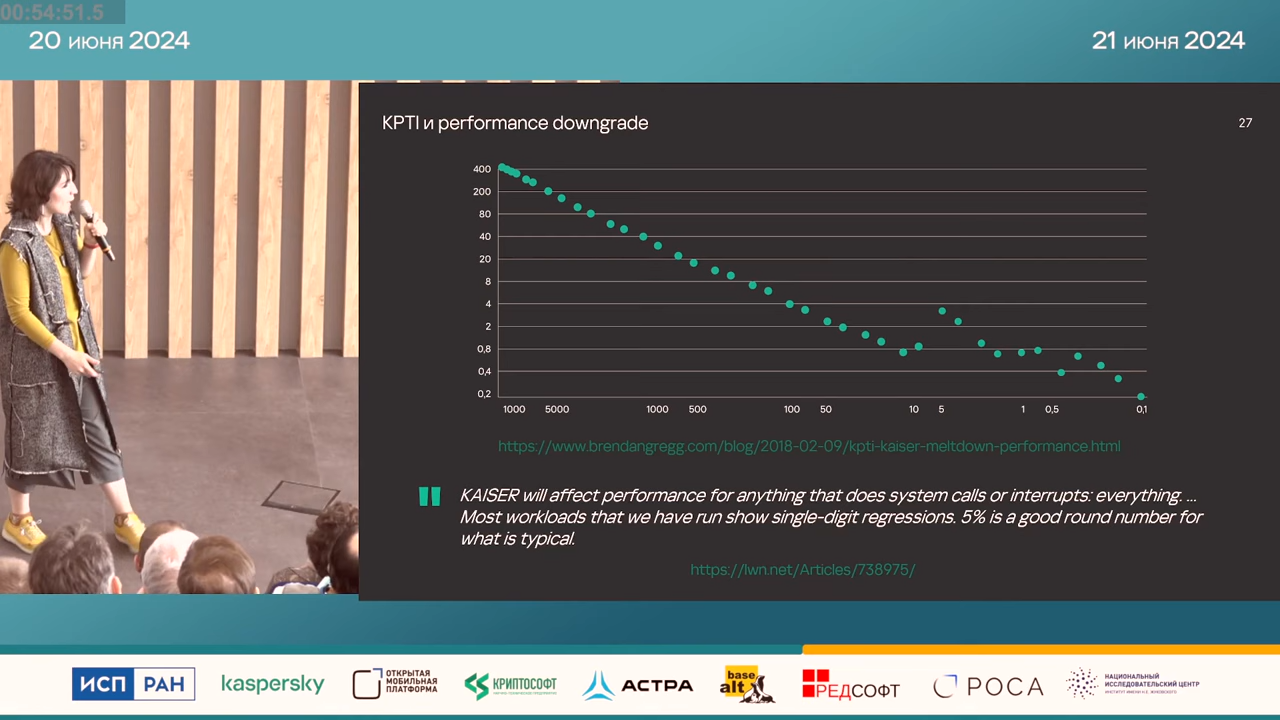 00:54:51.5
20 июня 2024
21 июня 2024
KPTI и performance downgrade
27
400
200
80
40
20
8
4
2
0,8
0,4
0,2
1000 5000 1000 500 100 50 10 5 1 0,5 0,1
https://www.brendangregg.com/blog/2018-02-09/kpti-kaiser-meltdown-performance.html
" KAISER will affect performance for anything that does system calls or interrupts: everything. ...
Most workloads that we have run show single-digit regressions. 5% is a good round number for
what is typical.
https://lwn.net/Articles/738975/
ИСП РАН
kaspersky
ОТКРЫТАЯ
МОБИЛЬНАЯ
ПЛАТФОРМА
КРИПТОСОФТ
АСТРА
base
alt
РЕДСОФТ
РОСА
НАЦИОНАЛЬНЫЙ
ИССЛЕДОВАТЕЛЬСКИЙ ЦЕНТР